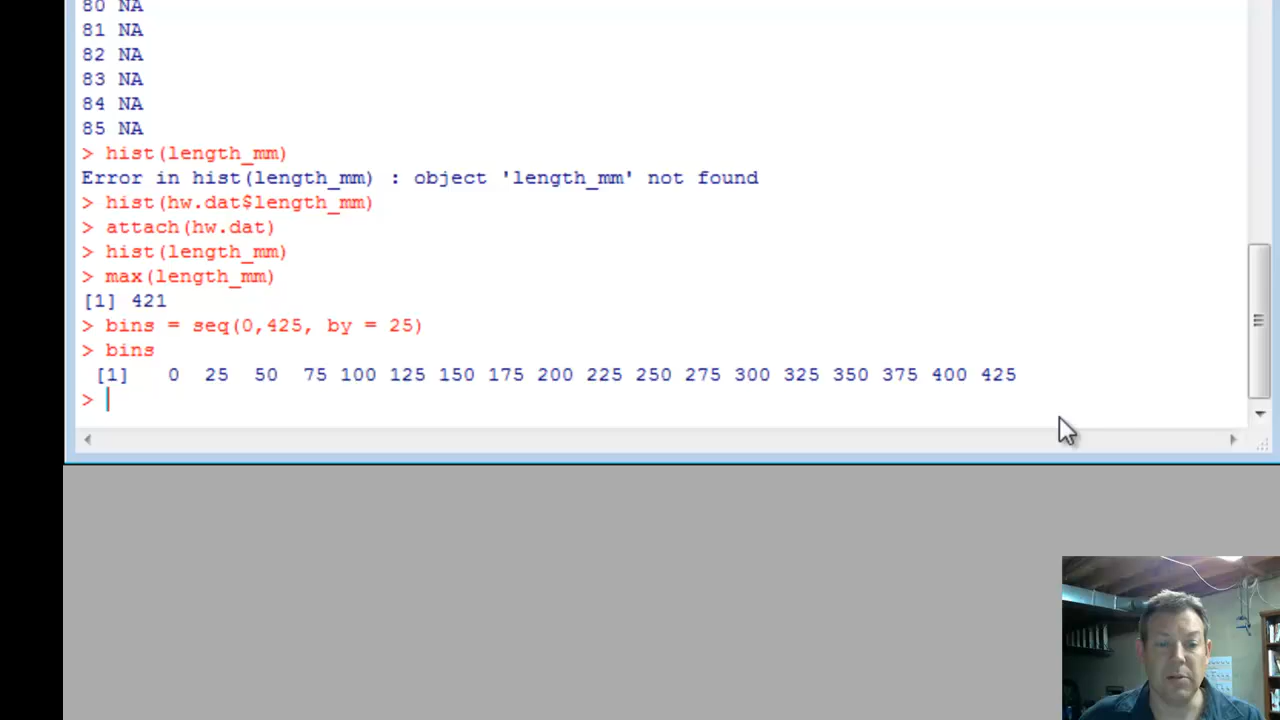 80 NA
81 NA
82 NA
83 NA
84 NA
85 NA
> hist(length_mm)
Error in hist(length_mm) : object 'length_mm' not found
> hist(hw.dat$length_mm)
> attach(hw.dat)
> hist(length_mm)
> max(length_mm)
[1] 421
> bins = seq(0,425, by = 25)
> bins
[1] 0 25 50 75 100 125 150 175 200 225 250 275 300 325 350 375 400 425
>